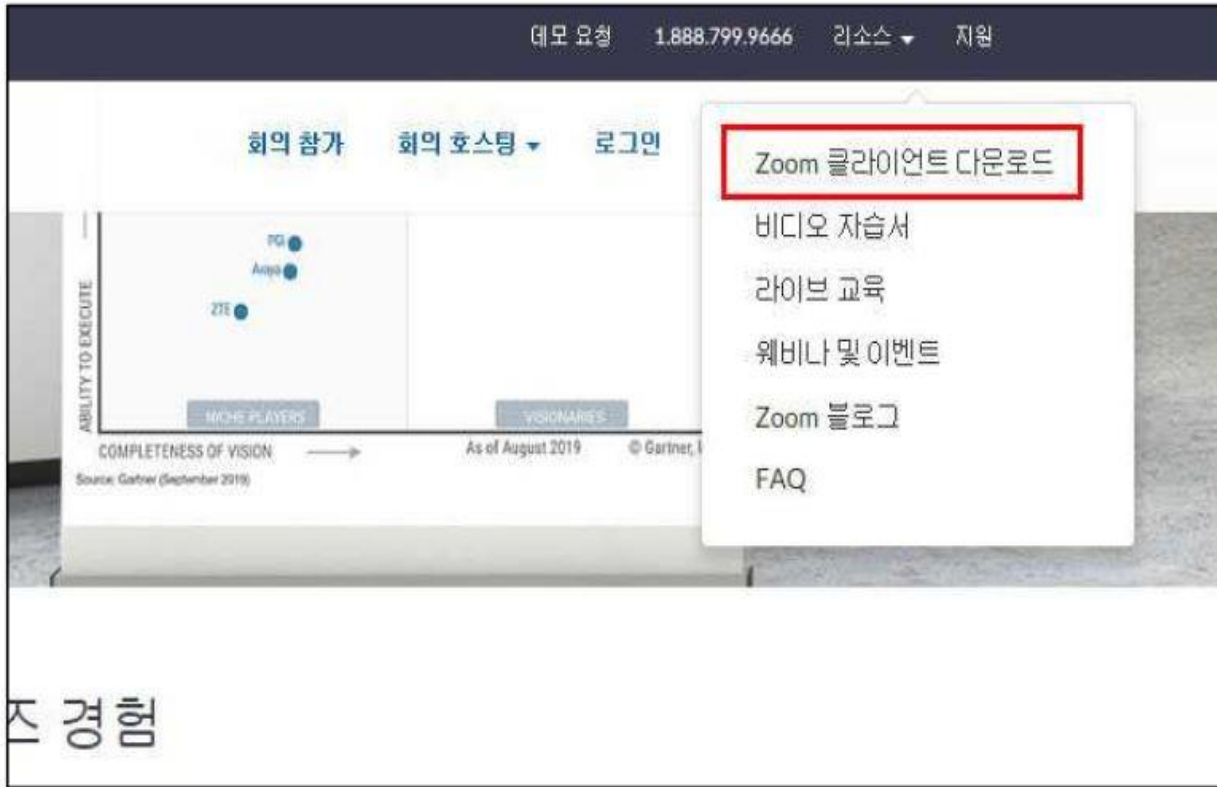 데모 요청 1.888.799.9666 리소스 지원
회의 참가 회의 호스팅 로그인
Zoom 클라이언트 다운로드
비디오 자습서
라이브 교육
웨비나 및 이벤트
Zoom 블로그
FAQ
PGi
Avaya
ZTE
ABILITY TO EXECUTE
NICHE PLAYERS VISIONARIES
COMPLETENESS OF VISION As of August 2019 © Gartner,
Source: Gartner (September 2019)
즈 경험